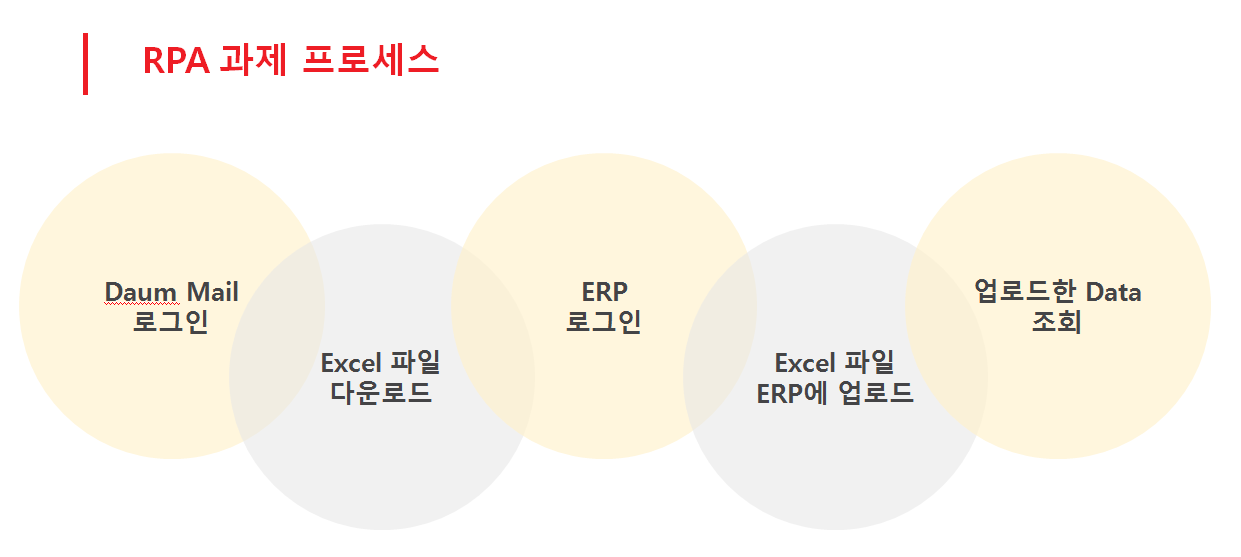 RPA 과제 프로세스
Daum Mail
로그인
Excel 파일
다운로드
ERP
로그인
Excel 파일
ERP에 업로드
업로드한 Data
조회